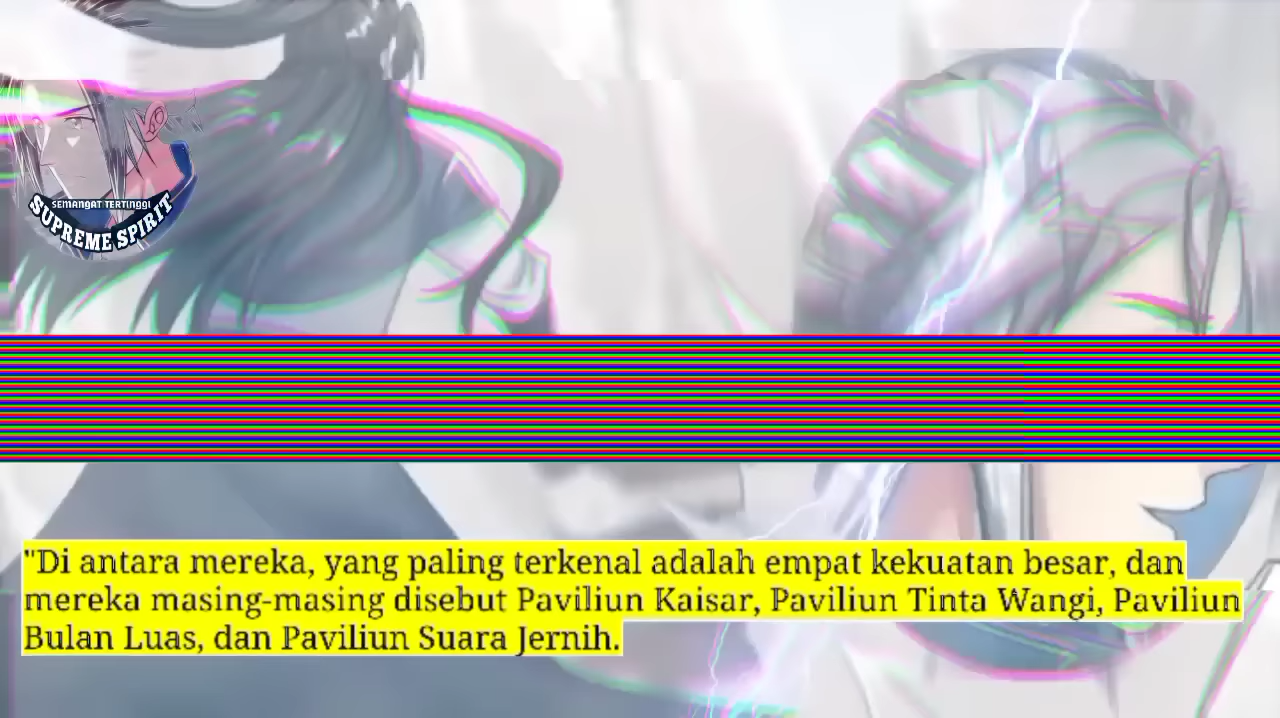 SEMANGAT TERTINGGI
SUPREME SPIRIT
"Di antara mereka, yang paling terkenal adalah empat kekuatan besar, dan
mereka masing-masing disebut Paviliun Kaisar, Paviliun Tinta Wangi, Paviliun
Bulan Luas, dan Paviliun Suara Jernih.